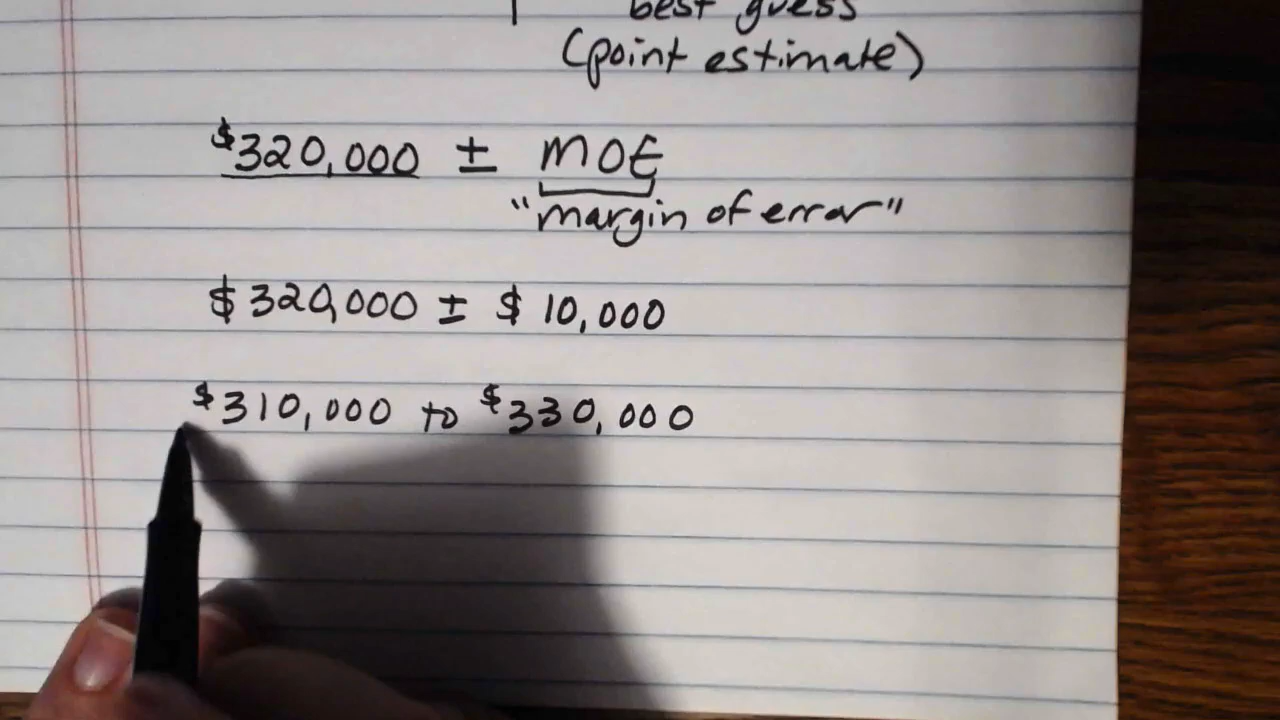 best guess
(point estimate)
$320,000 ± MOE
"margin of error"
$320,000 ± $10,000
$310,000 to $330,000